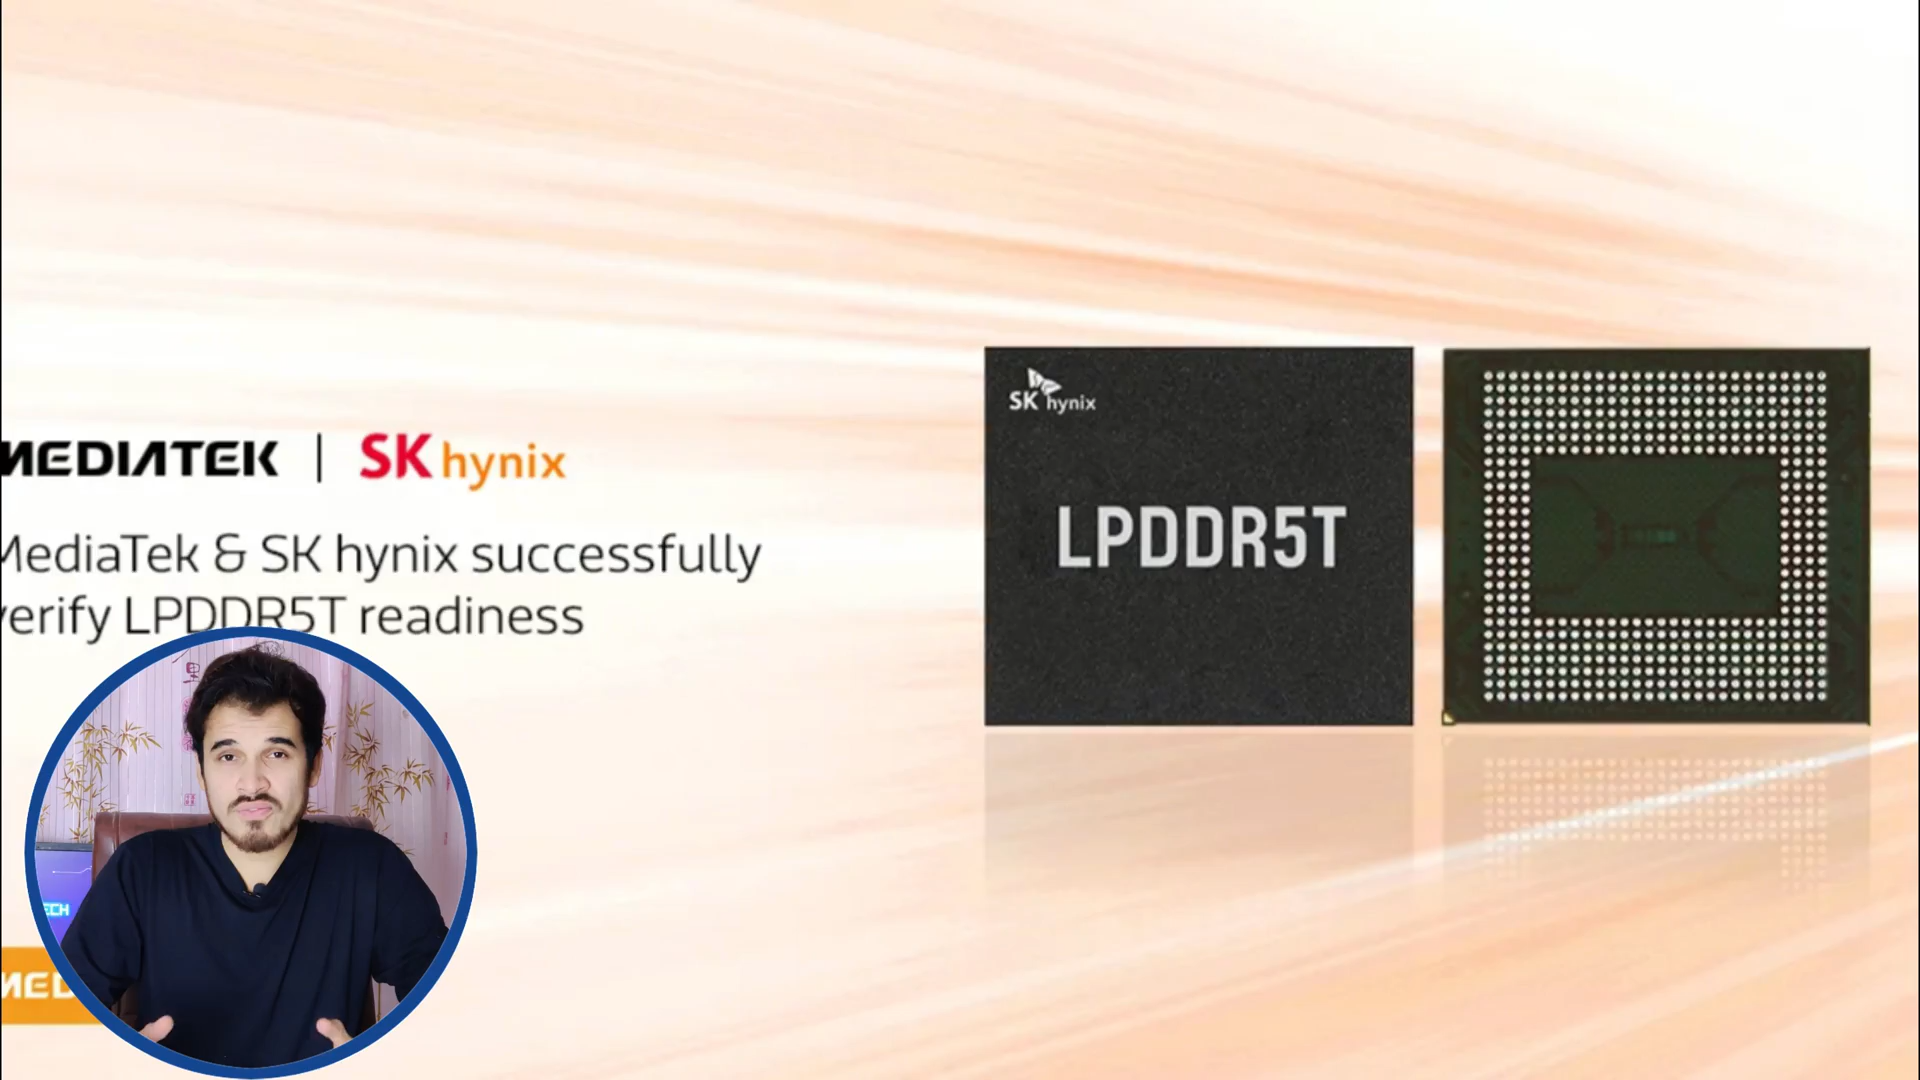 MEDIATEK | SK hynix
MediaTek & SK hynix successfully
verify LPDDR5T readiness
SK hynix
LPDDR5T